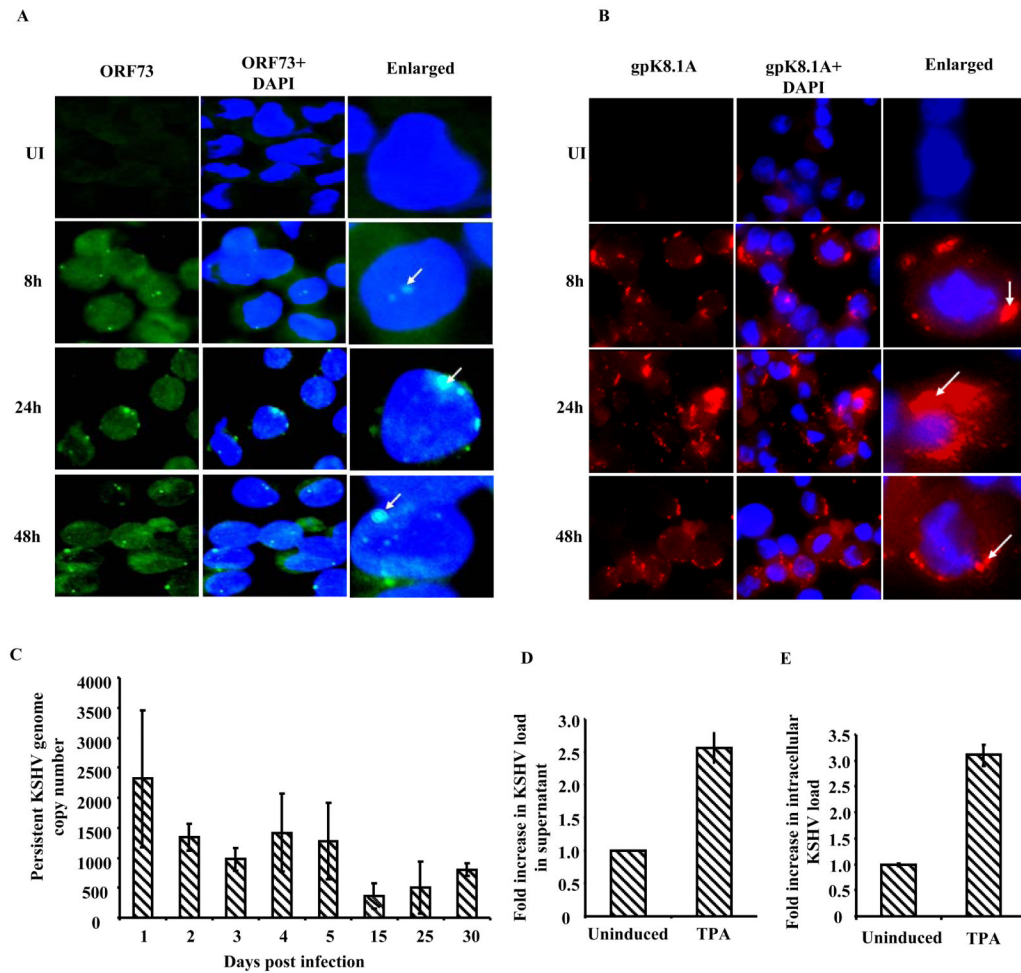 A
ORF73
ORF73+
DAPI
Enlarged
UI
8h
24h
48h
B
gpK8.1A
gpK8.1A+
DAPI
Enlarged
UI
8h
24h
48h
C
Persistent KSHV genome
copy number
4000
3500
3000
2500
2000
1500
1000
500
0
1 2 3 4 5 15 25 30
Days post infection
D
Fold increase in KSHV load
in supernatant
3.0
2.5
2.0
1.5
1.0
0.5
0
Uninduced TPA
E
Fold increase in intracellular
KSHV load
3.5
3.0
2.5
2.0
1.5
1.0
0.5
0
Uninduced TPA